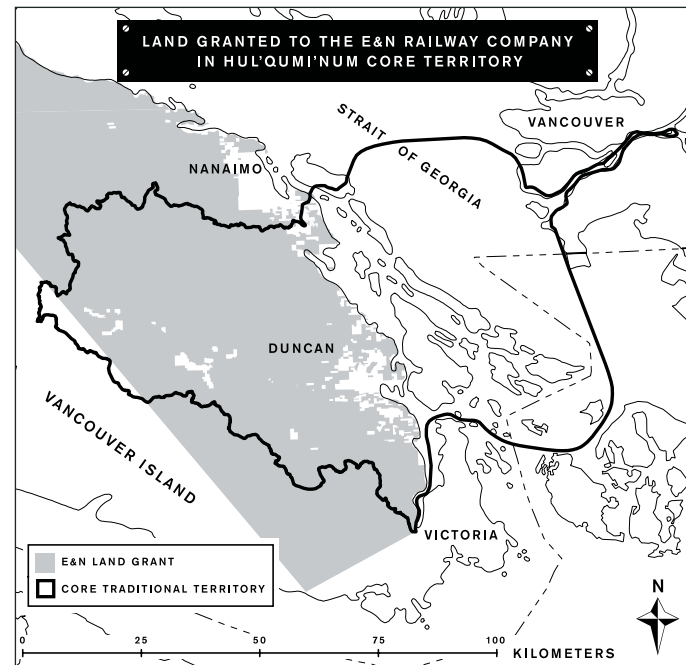 LAND GRANTED TO THE E&N RAILWAY COMPANY
IN HUL'QUMI'NUM CORE TERRITORY
STRAIT OF GEORGIA
VANCOUVER
NANAIMO
DUNCAN
VANCOUVER ISLAND
VICTORIA
E&N LAND GRANT
CORE TRADITIONAL TERRITORY
N
0 25 50 75 100 KILOMETERS